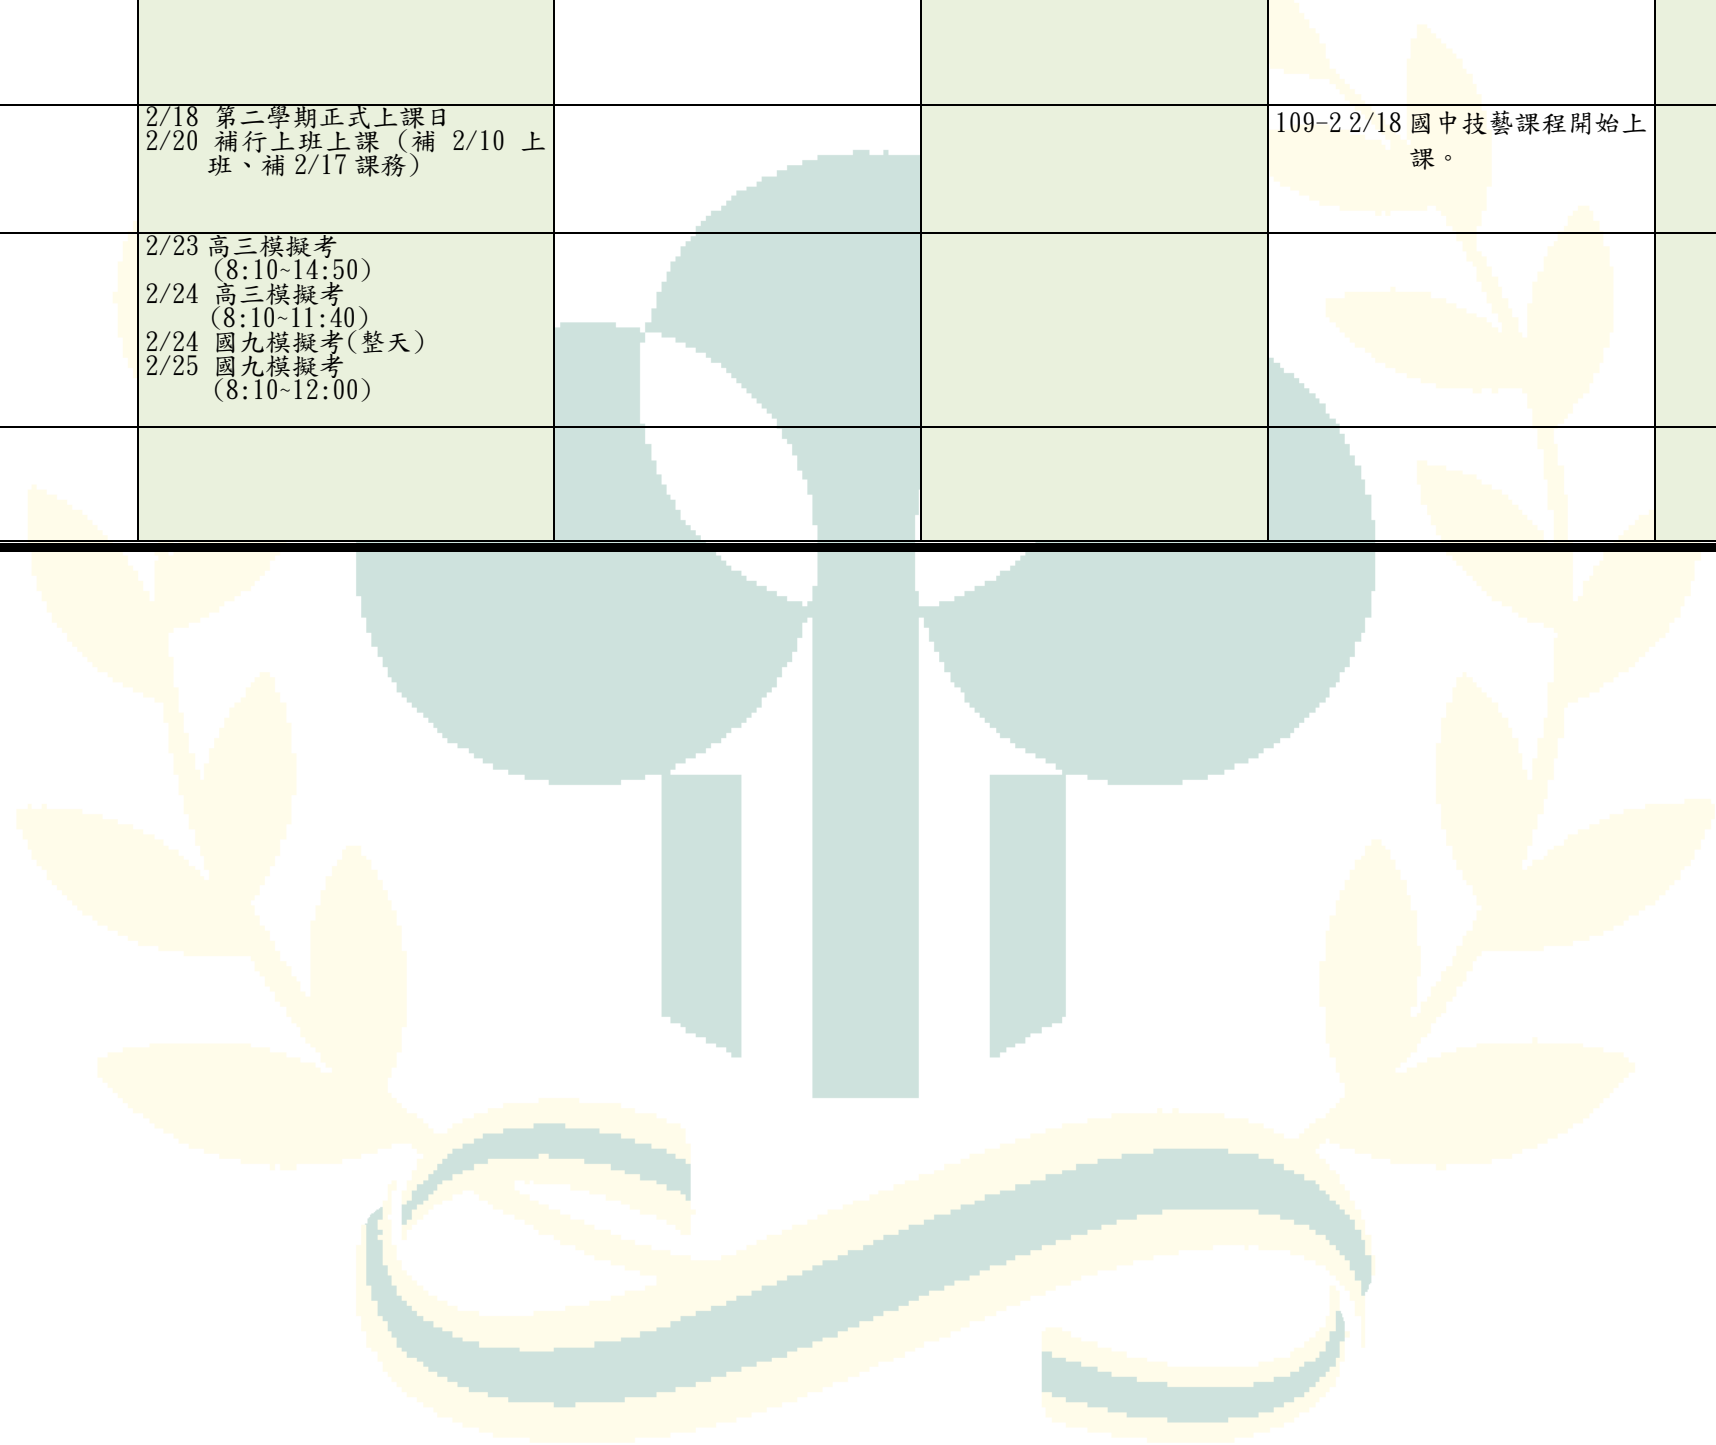 2/18 第二學期正式上課日
2/20 補行上班上課（補 2/10 上
班、補 2/17 課務）
109-2 2/18 國中技藝課程開始上
課。
2/23 高三模擬考
(8:10~14:50)
2/24 高三模擬考
(8:10~11:40)
2/24 國九模擬考(整天)
2/25 國九模擬考
(8:10~12:00)